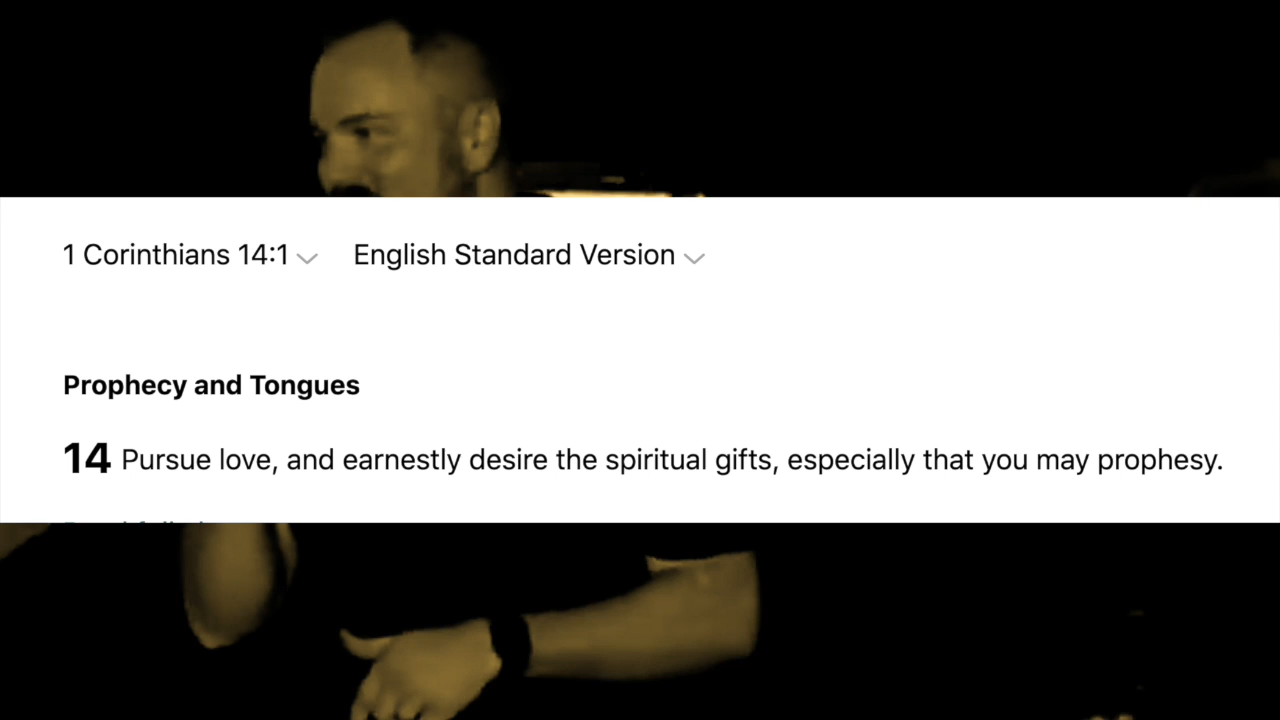 1 Corinthians 14:1 English Standard Version
Prophecy and Tongues
14 Pursue love, and earnestly desire the spiritual gifts, especially that you may prophesy.